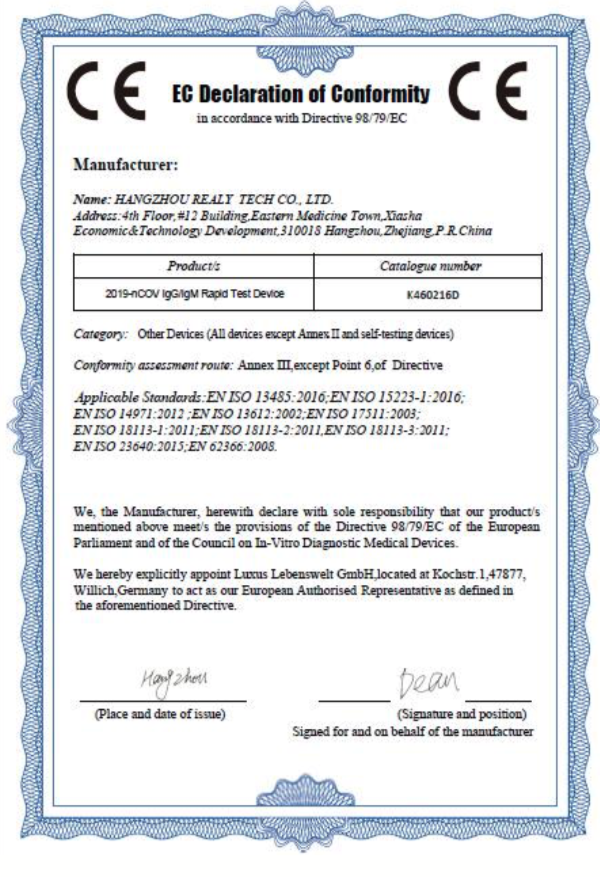 CE EC Declaration of Conformity CE
in accordance with Directive 98/79/EC
Manufacturer:
Name: HANGZHOU REALY TECH CO., LTD.
Address:4th Floor,#12 Building,Eastern Medicine Town,Xiasha
Economic&Technology Development,310018 Hangzhou,Zhejiang,P.R.China
Product/s Catalogue number
2019-nCOV IgG/IgM Rapid Test Device K460216D
Category: Other Devices (All devices except Annex II and self-testing devices)
Conformity assessment route: Annex III,except Point 6,of Directive
Applicable Standards:EN ISO 13485:2016;EN ISO 15223-1:2016;
EN ISO 14971:2012 ;EN ISO 13612:2002;EN ISO 17511:2003;
EN ISO 18113-1:2011;EN ISO 18113-2:2011,EN ISO 18113-3:2011;
EN ISO 23640:2015;EN 62366:2008.
We, the Manufacturer, herewith declare with sole responsibility that our product/s
mentioned above meet/s the provisions of the Directive 98/79/EC of the European
Parliament and of the Council on In-Vitro Diagnostic Medical Devices.
We hereby explicitly appoint Luxus Lebenswelt GmbH,located at Kochstr.1,47877,
Willich,Germany to act as our European Authorised Representative as defined in
the aforementioned Directive.
Hangzhou Dean
(Place and date of issue) (Signature and position)
Signed for and on behalf of the manufacturer